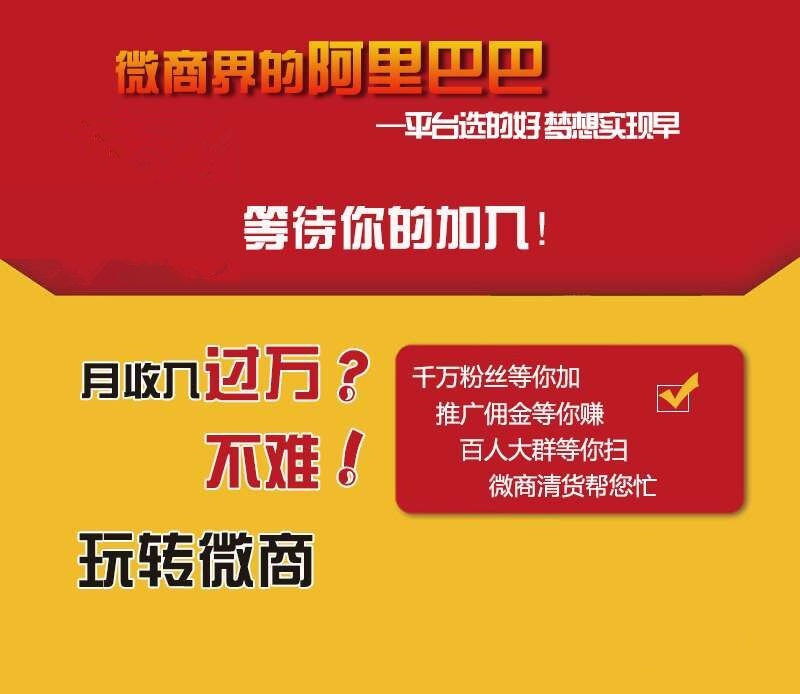 微商界的阿里巴巴
—平台选的好 梦想实现早
等待你的加入!
月收入过万?
不难!
千万粉丝等你加
推广佣金等你赚
百人大群等你扫
微商清货帮您忙
玩转微商